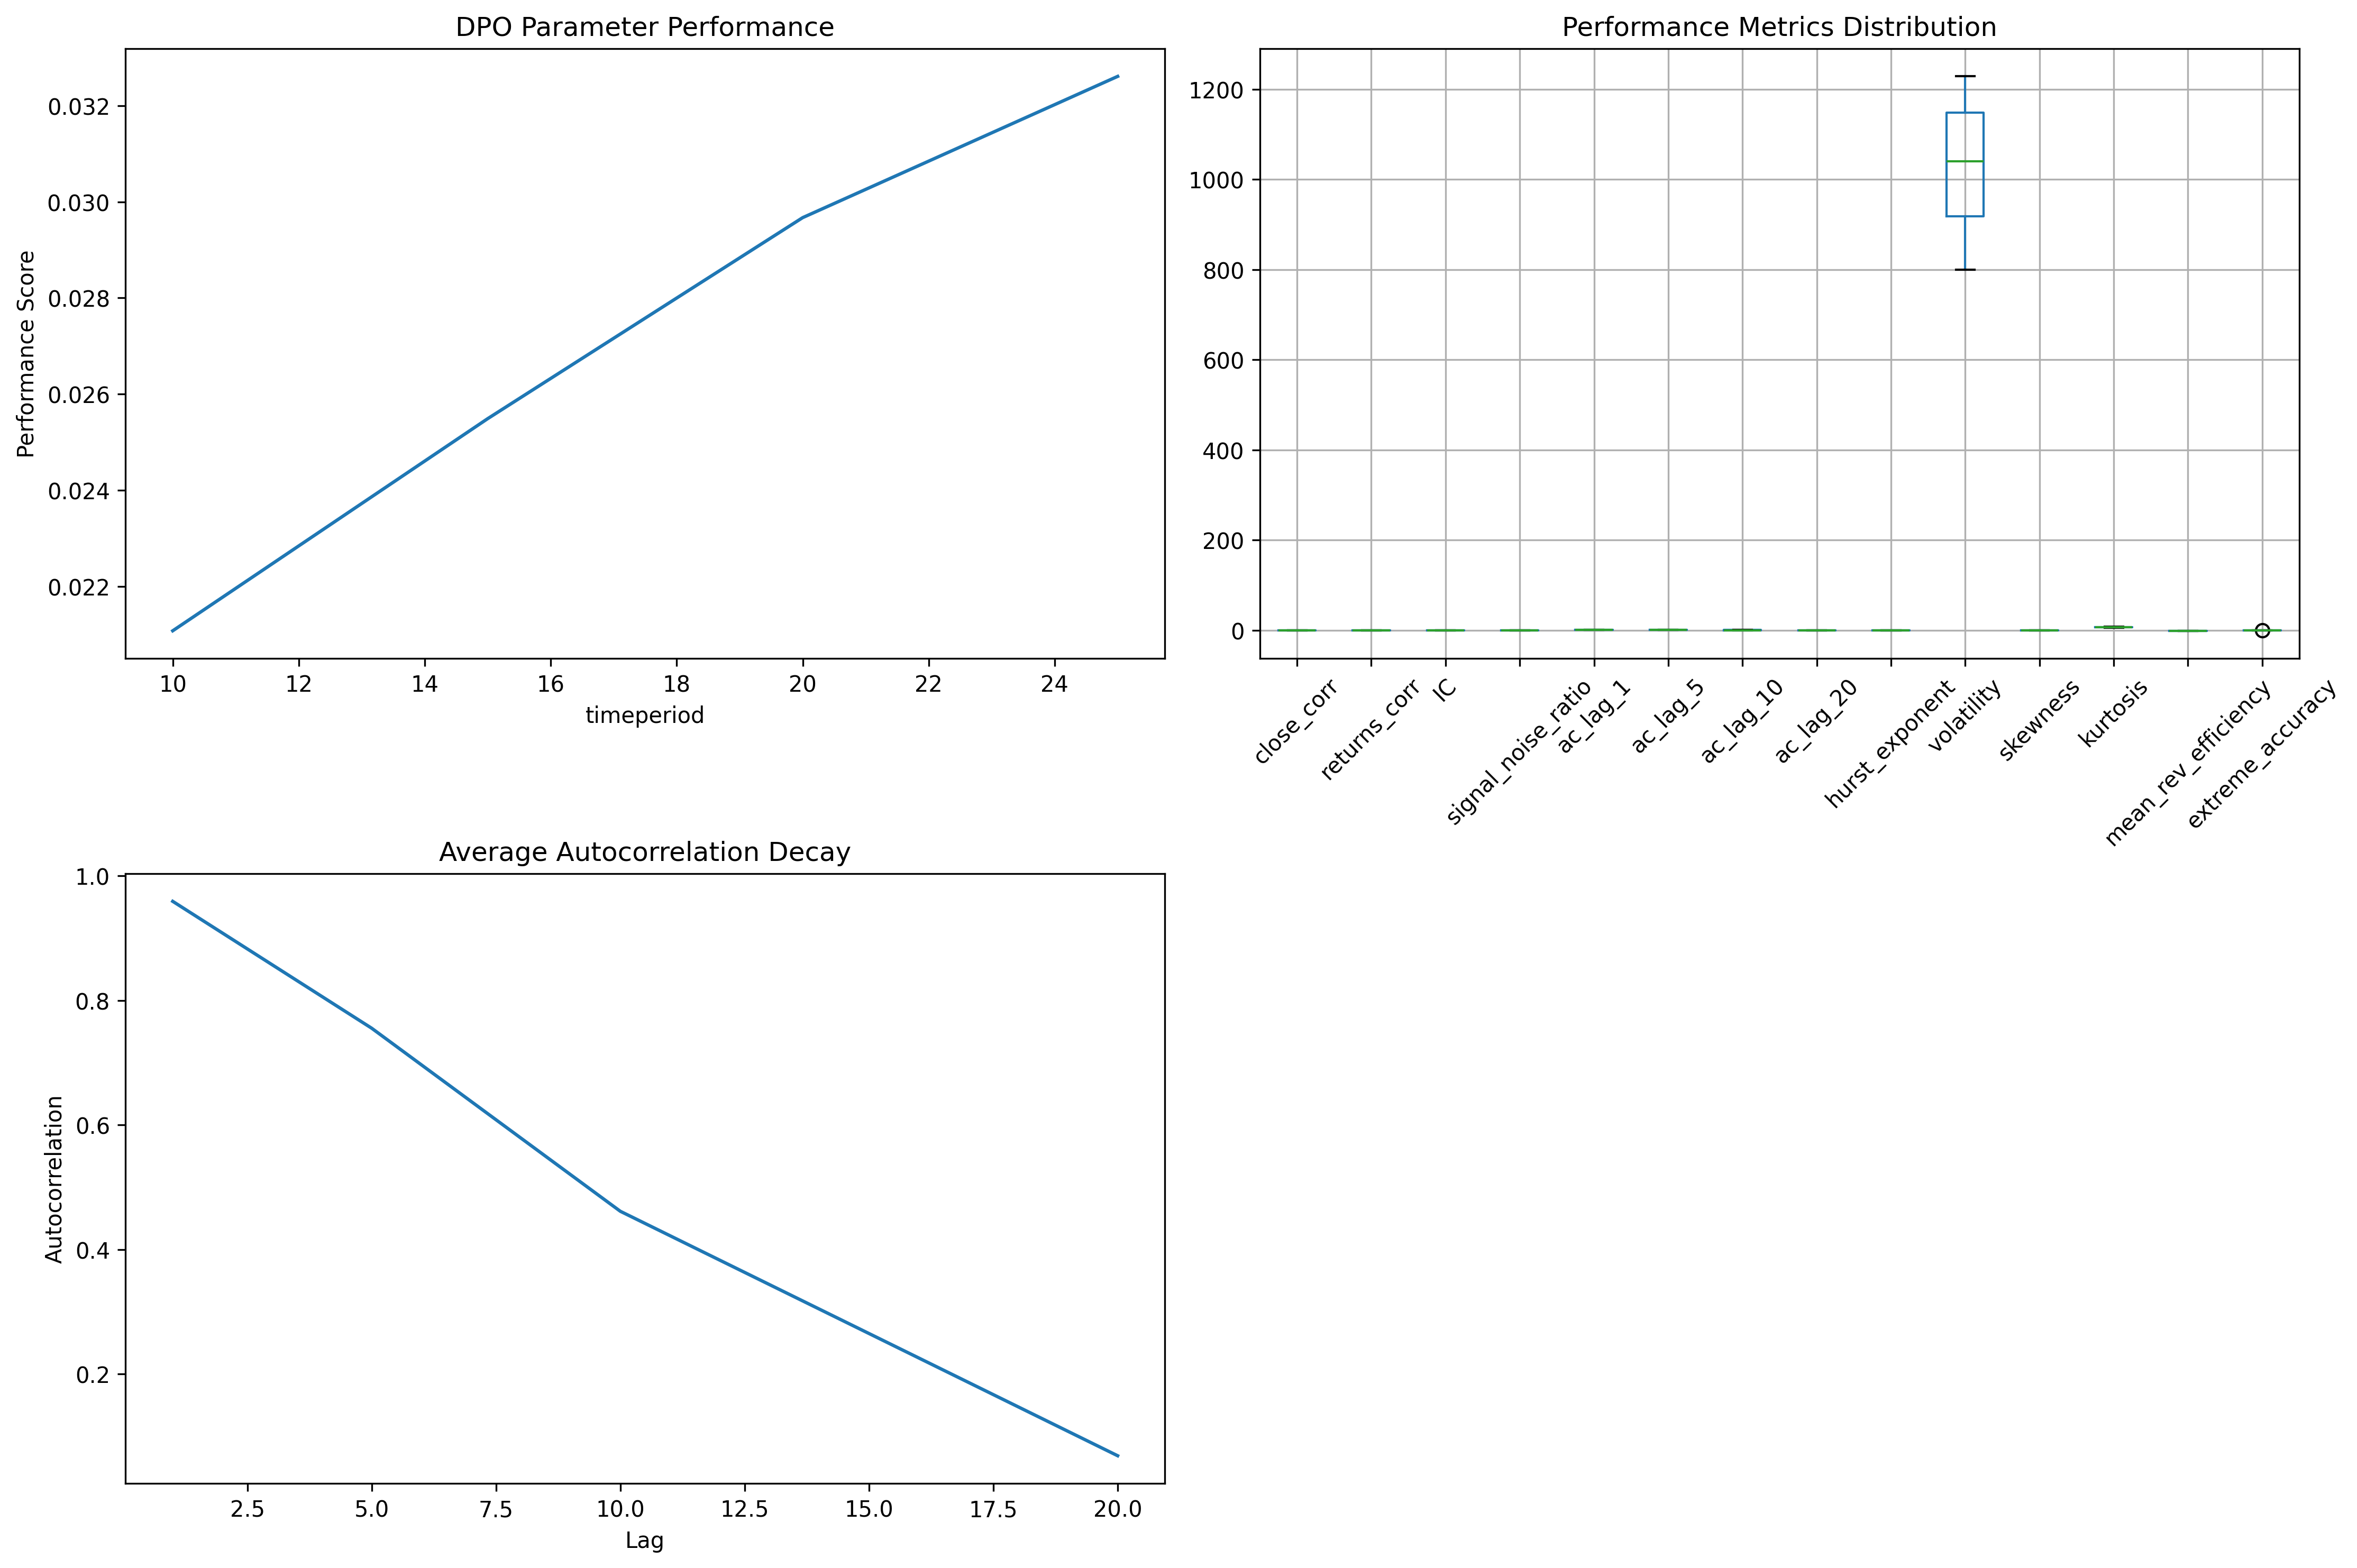 DPO Parameter Performance
Performance Score
0.032
0.030
0.028
0.026
0.024
0.022
10 12 14 16 18 20 22 24
timeperiod
Performance Metrics Distribution
1200
1000
800
600
400
200
0
close_corr
returns_corr
IC
signal_noise_ratio
ac_lag_1
ac_lag_5
ac_lag_10
ac_lag_20
hurst_exponent
volatility
skewness
kurtosis
mean_rev_efficiency
extreme_accuracy
Average Autocorrelation Decay
Autocorrelation
1.0
0.8
0.6
0.4
0.2
2.5 5.0 7.5 10.0 12.5 15.0 17.5 20.0
Lag